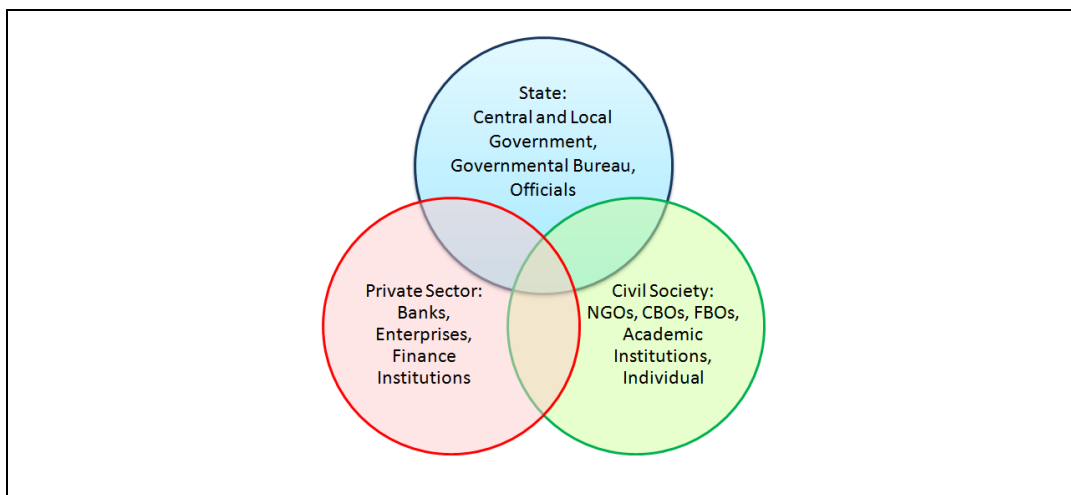 State:
Central and Local
Government,
Governmental Bureau,
Officials
Private Sector:
Banks,
Enterprises,
Finance
Institutions
Civil Society:
NGOs, CBOs, FBOs,
Academic
Institutions,
Individual